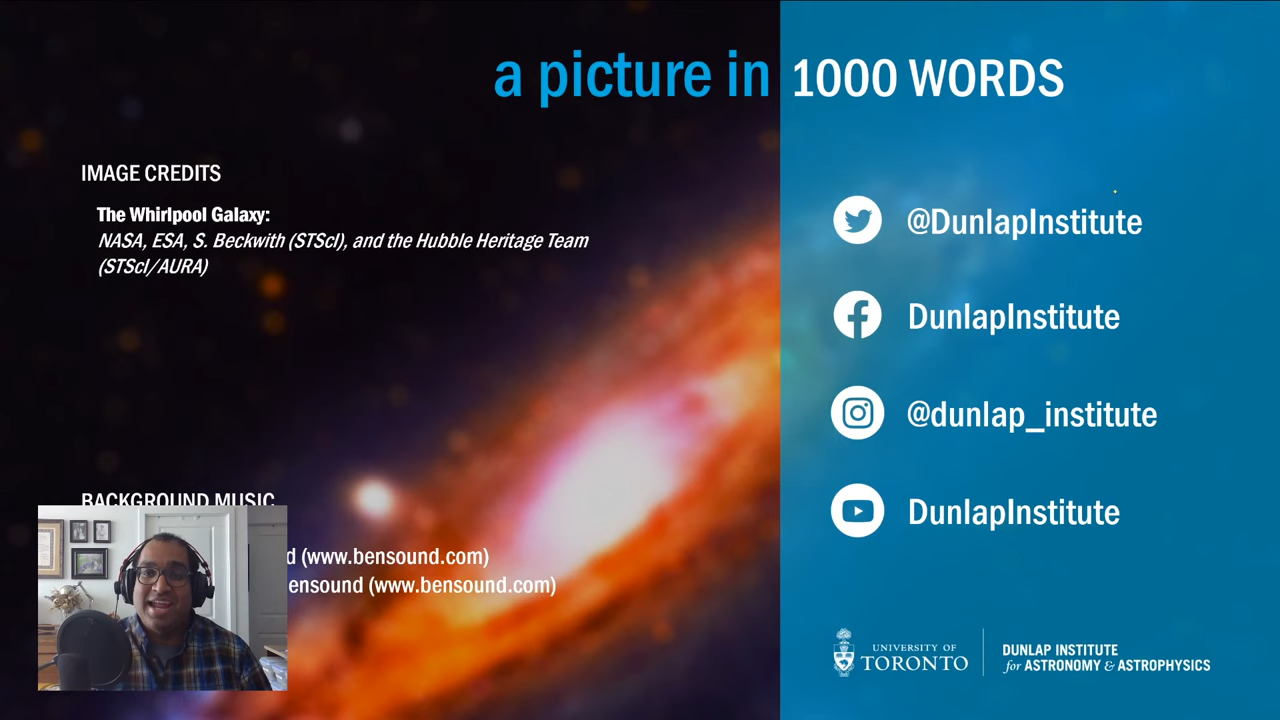 a picture in 1000 WORDS
IMAGE CREDITS
The Whirlpool Galaxy:
NASA, ESA, S. Beckwith (STScI), and the Hubble Heritage Team
(STScI/AURA)
BACKGROUND MUSIC
(www.bensound.com)
ensound (www.bensound.com)
@DunlapInstitute
DunlapInstitute
@dunlap_institute
DunlapInstitute
UNIVERSITY OF
TORONTO
DUNLAP INSTITUTE
for ASTRONOMY & ASTROPHYSICS